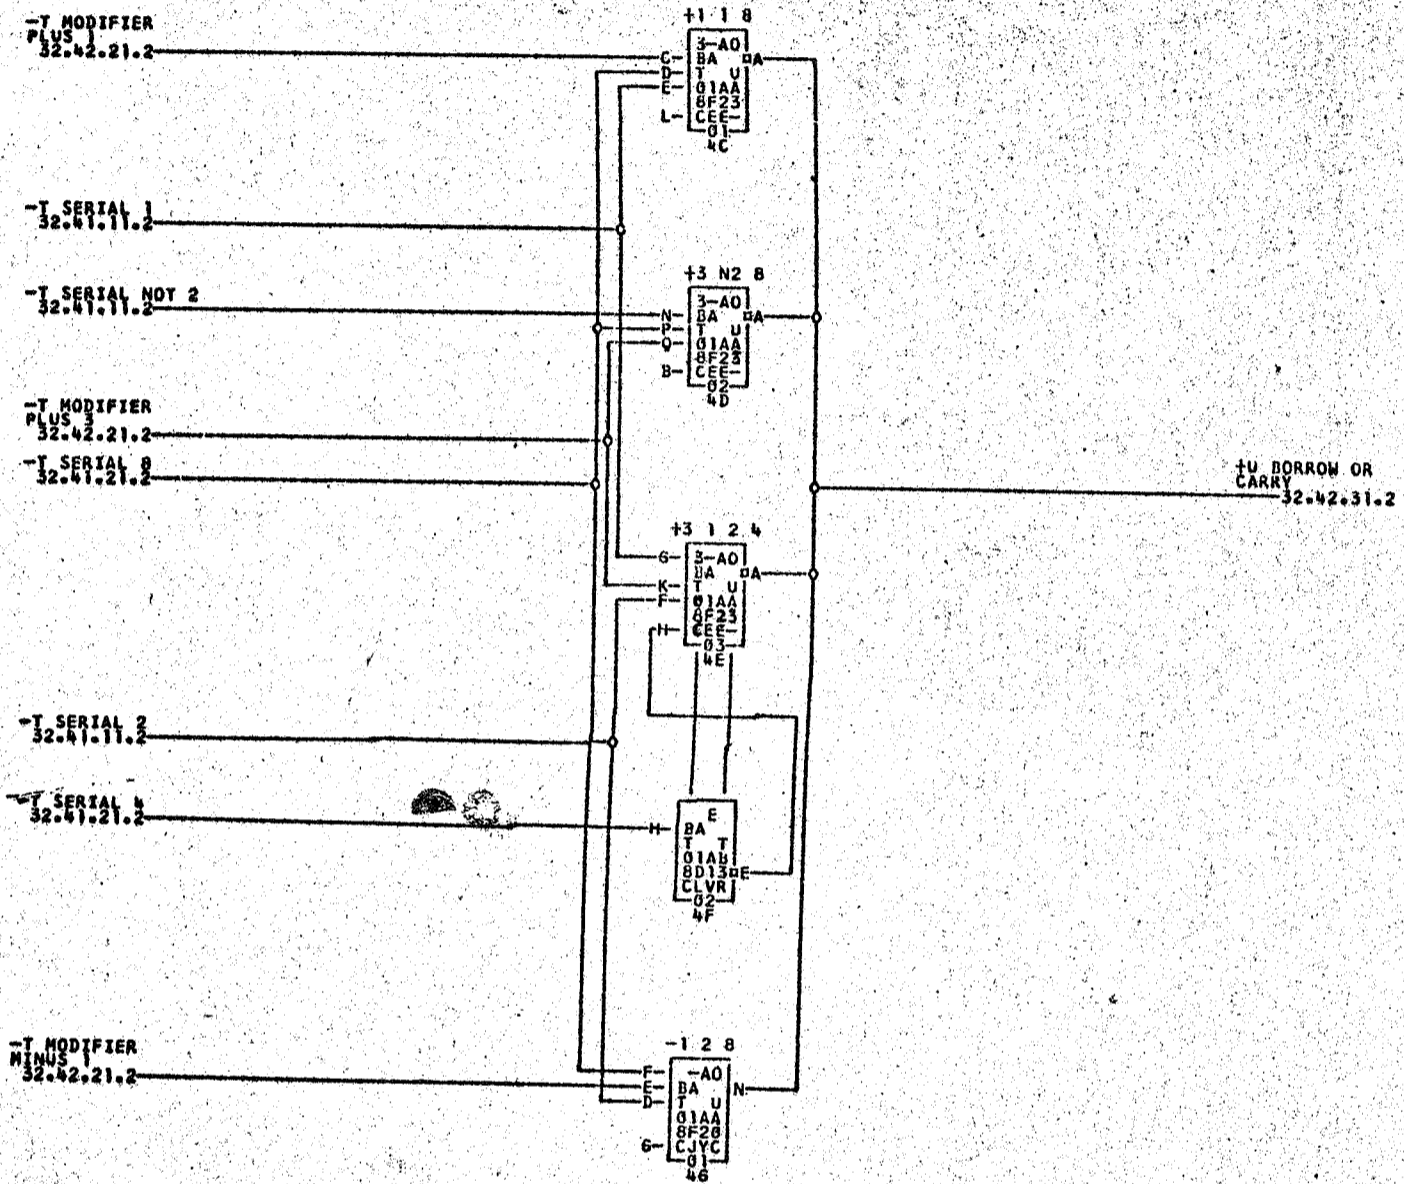 -T MODIFIER
PLUS 1
32.42.21.2
+1 1 8
3-AO
C- BA A
D- T U
E- 01AA
8F23
L- CEE-
01
4C
-T SERIAL 1
32.41.11.2
-T SERIAL NOT 2
32.41.11.2
+3 N2 8
3-AO
N- BA A
P- T U
Q- 01AA
8F23
B- CEE-
02
4D
-T MODIFIER
PLUS 3
32.42.21.2
-T SERIAL 8
32.41.21.2
+U BORROW OR
CARRY
32.42.31.2
+3 1 2 4
G- 3-AO
BA A
K- T U
F- 01AA
8F23
H- CEE-
03
4E
-T SERIAL 2
32.41.11.2
-T SERIAL 4
32.41.21.2
E
H- BA
T T
01AB
8D13 E
CLVR
02
4F
-T MODIFIER
MINUS 1
32.42.21.2
-1 2 8
F- -AO
E- BA N
D- T U
01AA
8F20
G- CJYC
01
4G